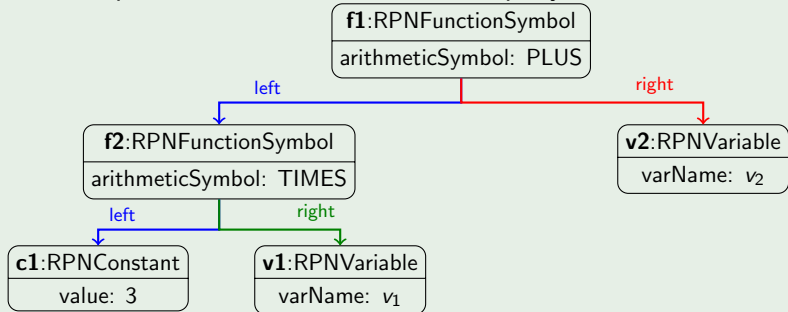 f1:RPNFunctionSymbol
arithmeticSymbol: PLUS
left
right
f2:RPNFunctionSymbol
arithmeticSymbol: TIMES
v2:RPNVariable
varName: v₂
left
right
c1:RPNConstant
value: 3
v1:RPNVariable
varName: v₁